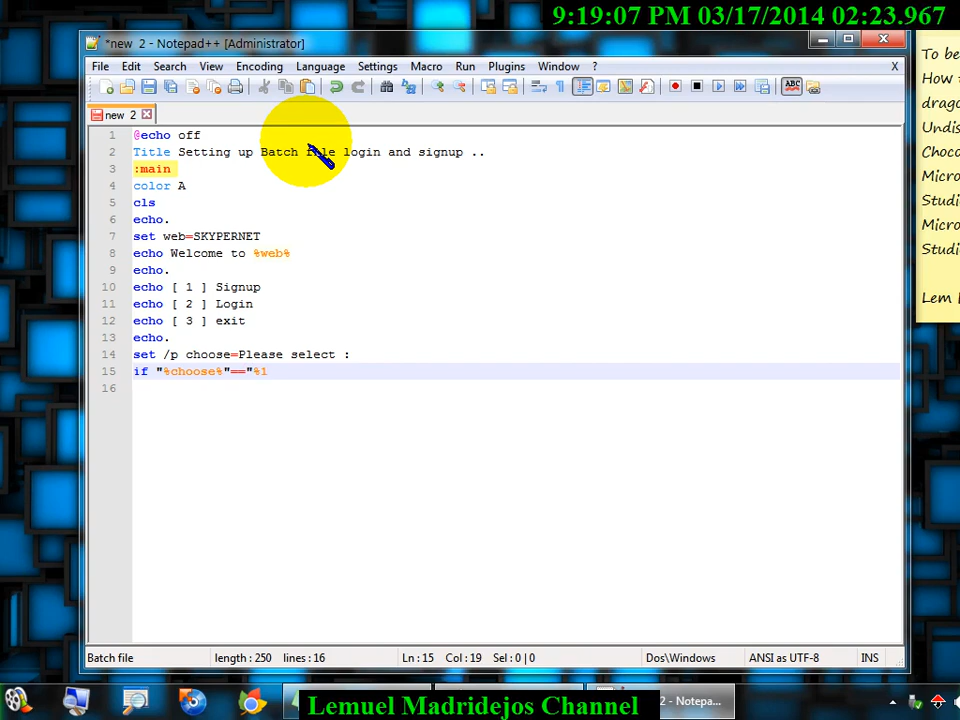 9:19:07 PM 03/17/2014 02:23.967
*new 2 - Notepad++ [Administrator]
File Edit Search View Encoding Language Settings Macro Run Plugins Window ? X
new 2
1 @echo off
2 Title Setting up Batch file login and signup ..
3 :main
4 color A
5 cls
6 echo.
7 set web=SKYPERNET
8 echo Welcome to %web%
9 echo.
10 echo [ 1 ] Signup
11 echo [ 2 ] Login
12 echo [ 3 ] exit
13 echo.
14 set /p choose=Please select :
15 if "%choose%"=="%1
16
Batch file length : 250 lines : 16 Ln : 15 Col : 19 Sel : 0 | 0 Dos\Windows ANSI as UTF-8 INS
To be
How
drago
Undis
Choco
Micro
Studi
Micro
Studi
Lem
2 - Notepa...
Lemuel Madridejos Channel